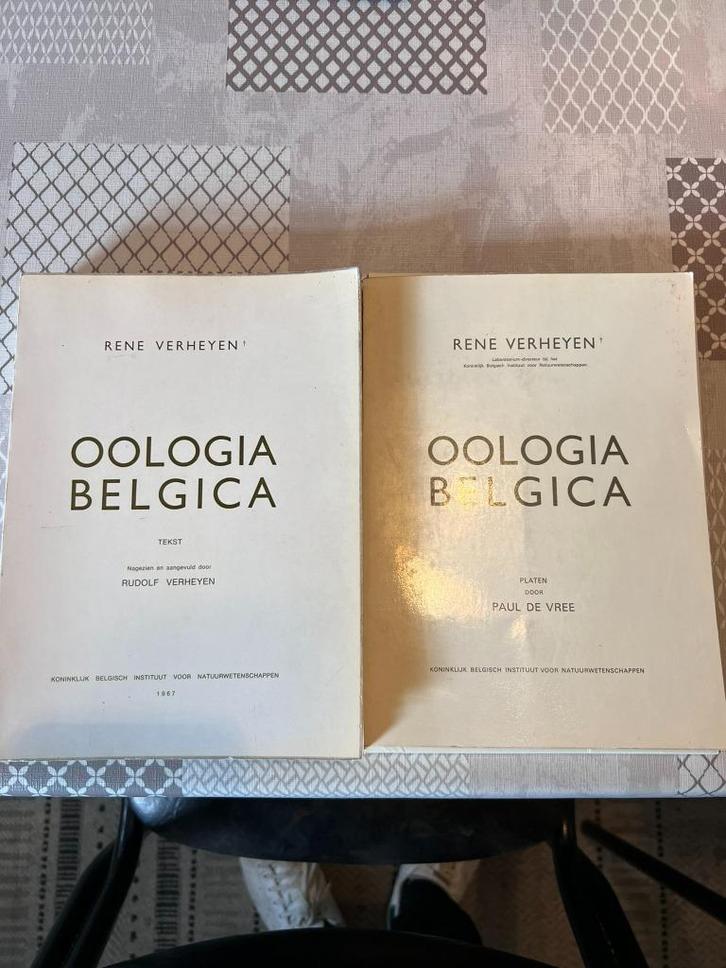 RENE VERHEYEN†
OOLOGIA
BELGICA
TEKST
Nagezien en aangevuld door
RUDOLF VERHEYEN
KONINKLIJK BELGISCH INSTITUUT VOOR NATUURWETENSCHAPPEN
1967
RENE VERHEYEN†
Laboratorium-directeur bij het
Koninklijk Belgisch Instituut voor Natuurwetenschappen
OOLOGIA
BELGICA
PLATEN
DOOR
PAUL DE VREE
KONINKLIJK BELGISCH INSTITUUT VOOR NATUURWETENSCHAPPEN